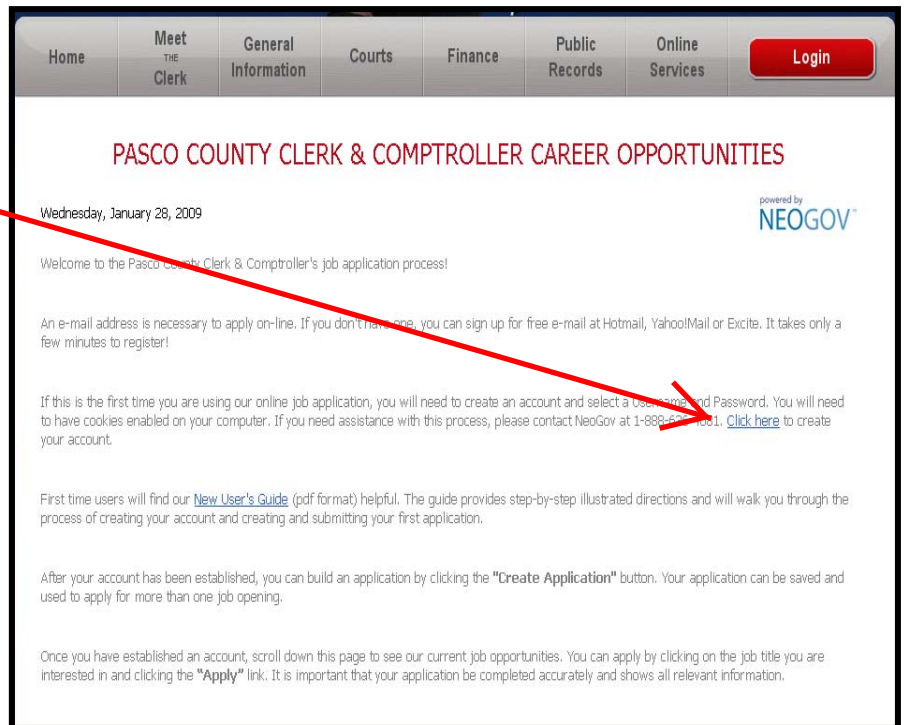 Home
Meet THE Clerk
General Information
Courts
Finance
Public Records
Online Services
Login
PASCO COUNTY CLERK & COMPTROLLER CAREER OPPORTUNITIES
Wednesday, January 28, 2009
powered by
NEOGOV™
Welcome to the Pasco County Clerk & Comptroller's job application process!
An e-mail address is necessary to apply on-line. If you don't have one, you can sign up for free e-mail at Hotmail, Yahoo!Mail or Excite. It takes only a
few minutes to register!
If this is the first time you are using our online job application, you will need to create an account and select a Username and Password. You will need
to have cookies enabled on your computer. If you need assistance with this process, please contact NeoGov at Click here to create
your account.
First time users will find our New User's Guide (pdf format) helpful. The guide provides step-by-step illustrated directions and will walk you through the
process of creating your account and creating and submitting your first application.
After your account has been established, you can build an application by clicking the "Create Application" button. Your application can be saved and
used to apply for more than one job opening.
Once you have established an account, scroll down this page to see our current job opportunities. You can apply by clicking on the job title you are
interested in and clicking the "Apply" link. It is important that your application be completed accurately and shows all relevant information.